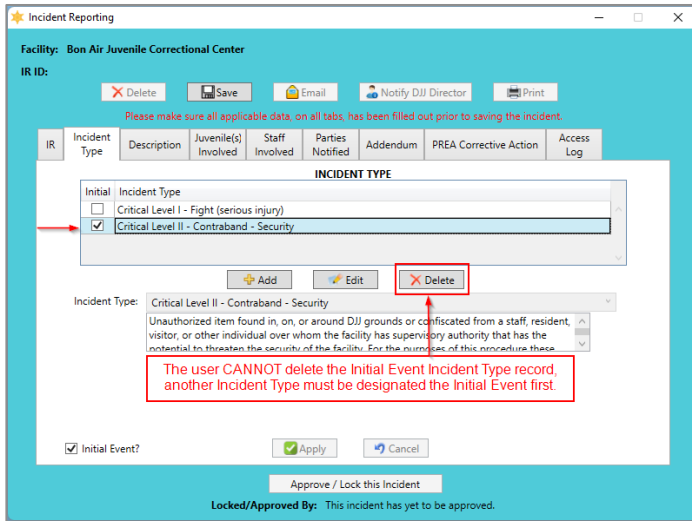 Incident Reporting
Facility: Bon Air Juvenile Correctional Center
IR ID:
Delete Save Email Notify DJJ Director Print
Please make sure all applicable data, on all tabs, has been filled out prior to saving the incident.
IR Incident Type Description Juvenile(s) Involved Staff Involved Parties Notified Addendum PREA Corrective Action Access Log
INCIDENT TYPE
Initial Incident Type
Critical Level I - Fight (serious injury)
Critical Level II - Contraband - Security
Add Edit Delete
Incident Type: Critical Level II - Contraband - Security
Unauthorized item found in, on, or around DJJ grounds or confiscated from a staff, resident,
visitor, or other individual over whom the facility has supervisory authority that has the
potential to threaten the security of the facility. For the purposes of this procedure these
The user CANNOT delete the Initial Event Incident Type record,
another Incident Type must be designated the Initial Event first.
Initial Event? Apply Cancel
Approve / Lock this Incident
Locked/Approved By: This incident has yet to be approved.